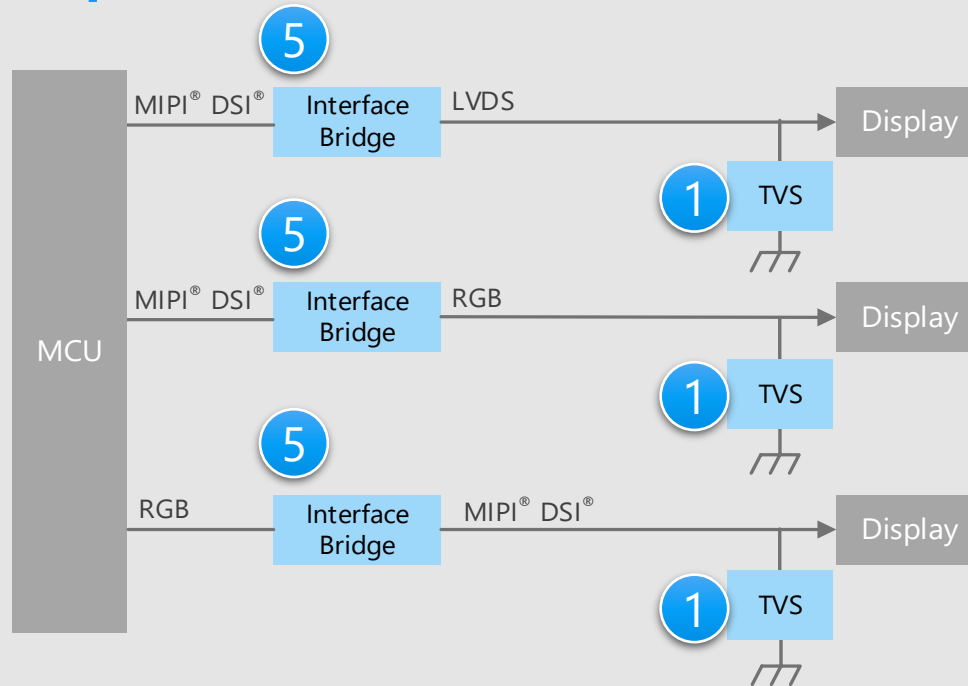 5
MIPI® DSI®
Interface
Bridge
LVDS
Display
1
TVS
5
MIPI® DSI®
Interface
Bridge
RGB
Display
MCU
1
TVS
5
RGB
Interface
Bridge
MIPI® DSI®
Display
1
TVS